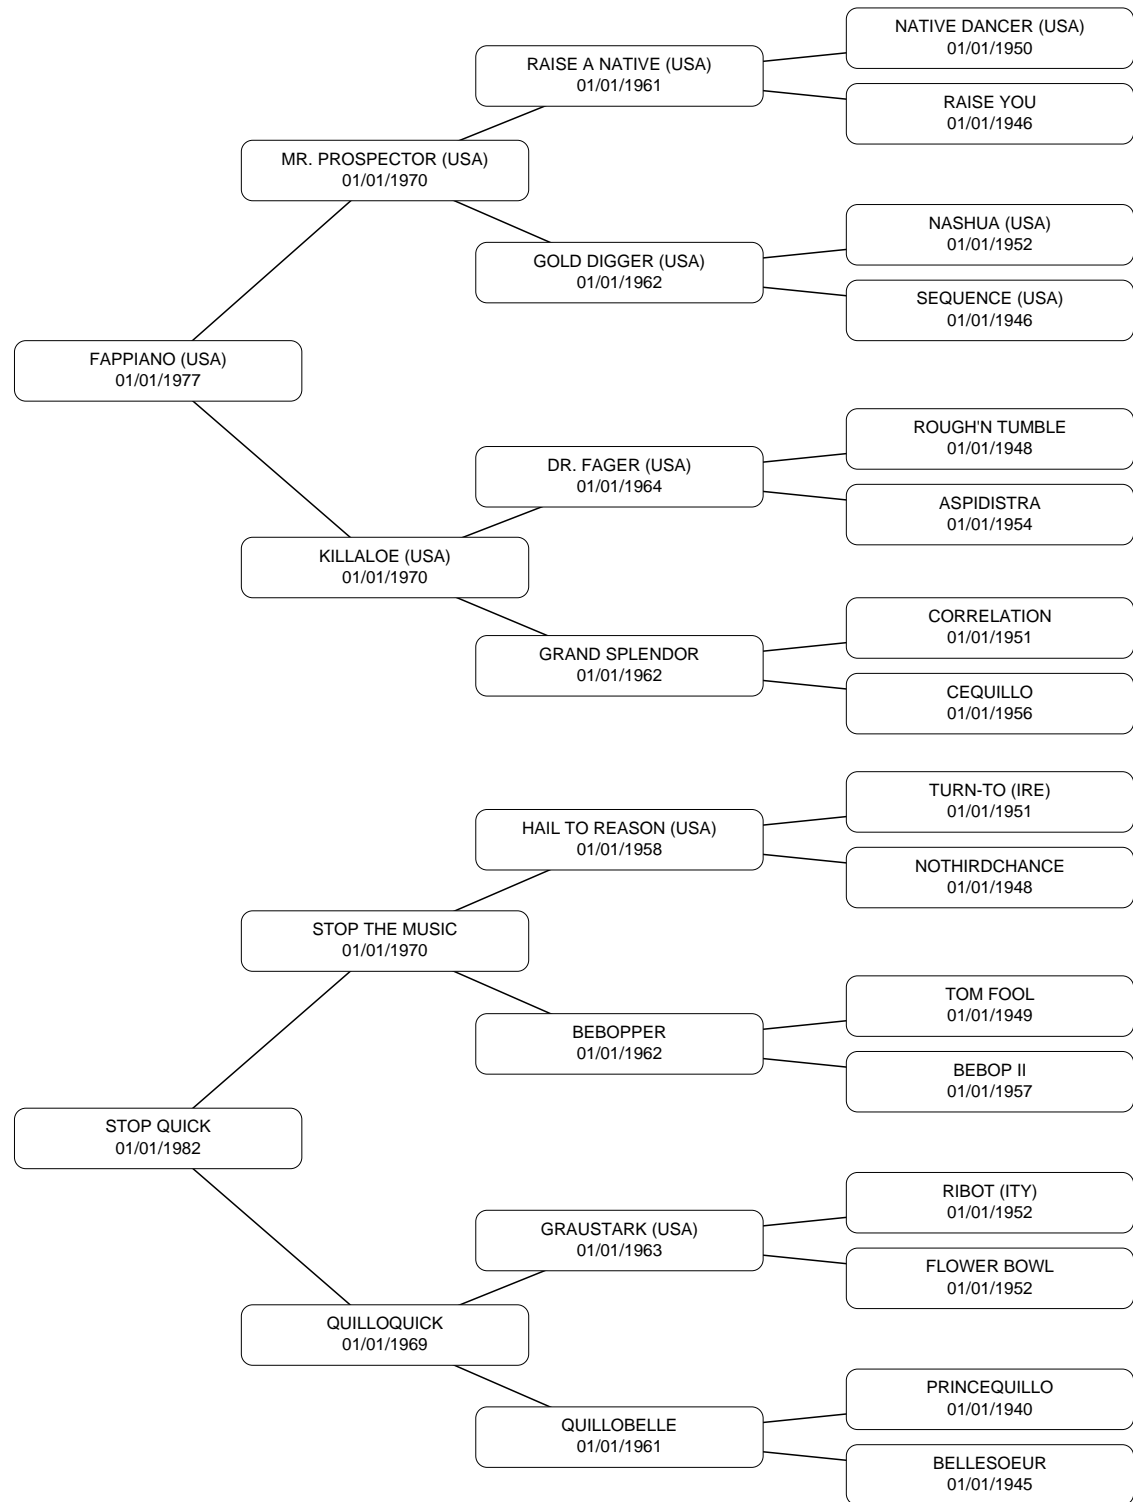 NATIVE DANCER (USA)
01/01/1950
RAISE A NATIVE (USA)
01/01/1961
RAISE YOU
01/01/1946
MR. PROSPECTOR (USA)
01/01/1970
NASHUA (USA)
01/01/1952
GOLD DIGGER (USA)
01/01/1962
SEQUENCE (USA)
01/01/1946
FAPPIANO (USA)
01/01/1977
ROUGH'N TUMBLE
01/01/1948
DR. FAGER (USA)
01/01/1964
ASPIDISTRA
01/01/1954
KILLALOE (USA)
01/01/1970
CORRELATION
01/01/1951
GRAND SPLENDOR
01/01/1962
CEQUILLO
01/01/1956
TURN-TO (IRE)
01/01/1951
HAIL TO REASON (USA)
01/01/1958
NOTHIRDCHANCE
01/01/1948
STOP THE MUSIC
01/01/1970
TOM FOOL
01/01/1949
BEBOPPER
01/01/1962
BEBOP II
01/01/1957
STOP QUICK
01/01/1982
RIBOT (ITY)
01/01/1952
GRAUSTARK (USA)
01/01/1963
FLOWER BOWL
01/01/1952
QUILLOQUICK
01/01/1969
PRINCEQUILLO
01/01/1940
QUILLOBELLE
01/01/1961
BELLESOEUR
01/01/1945